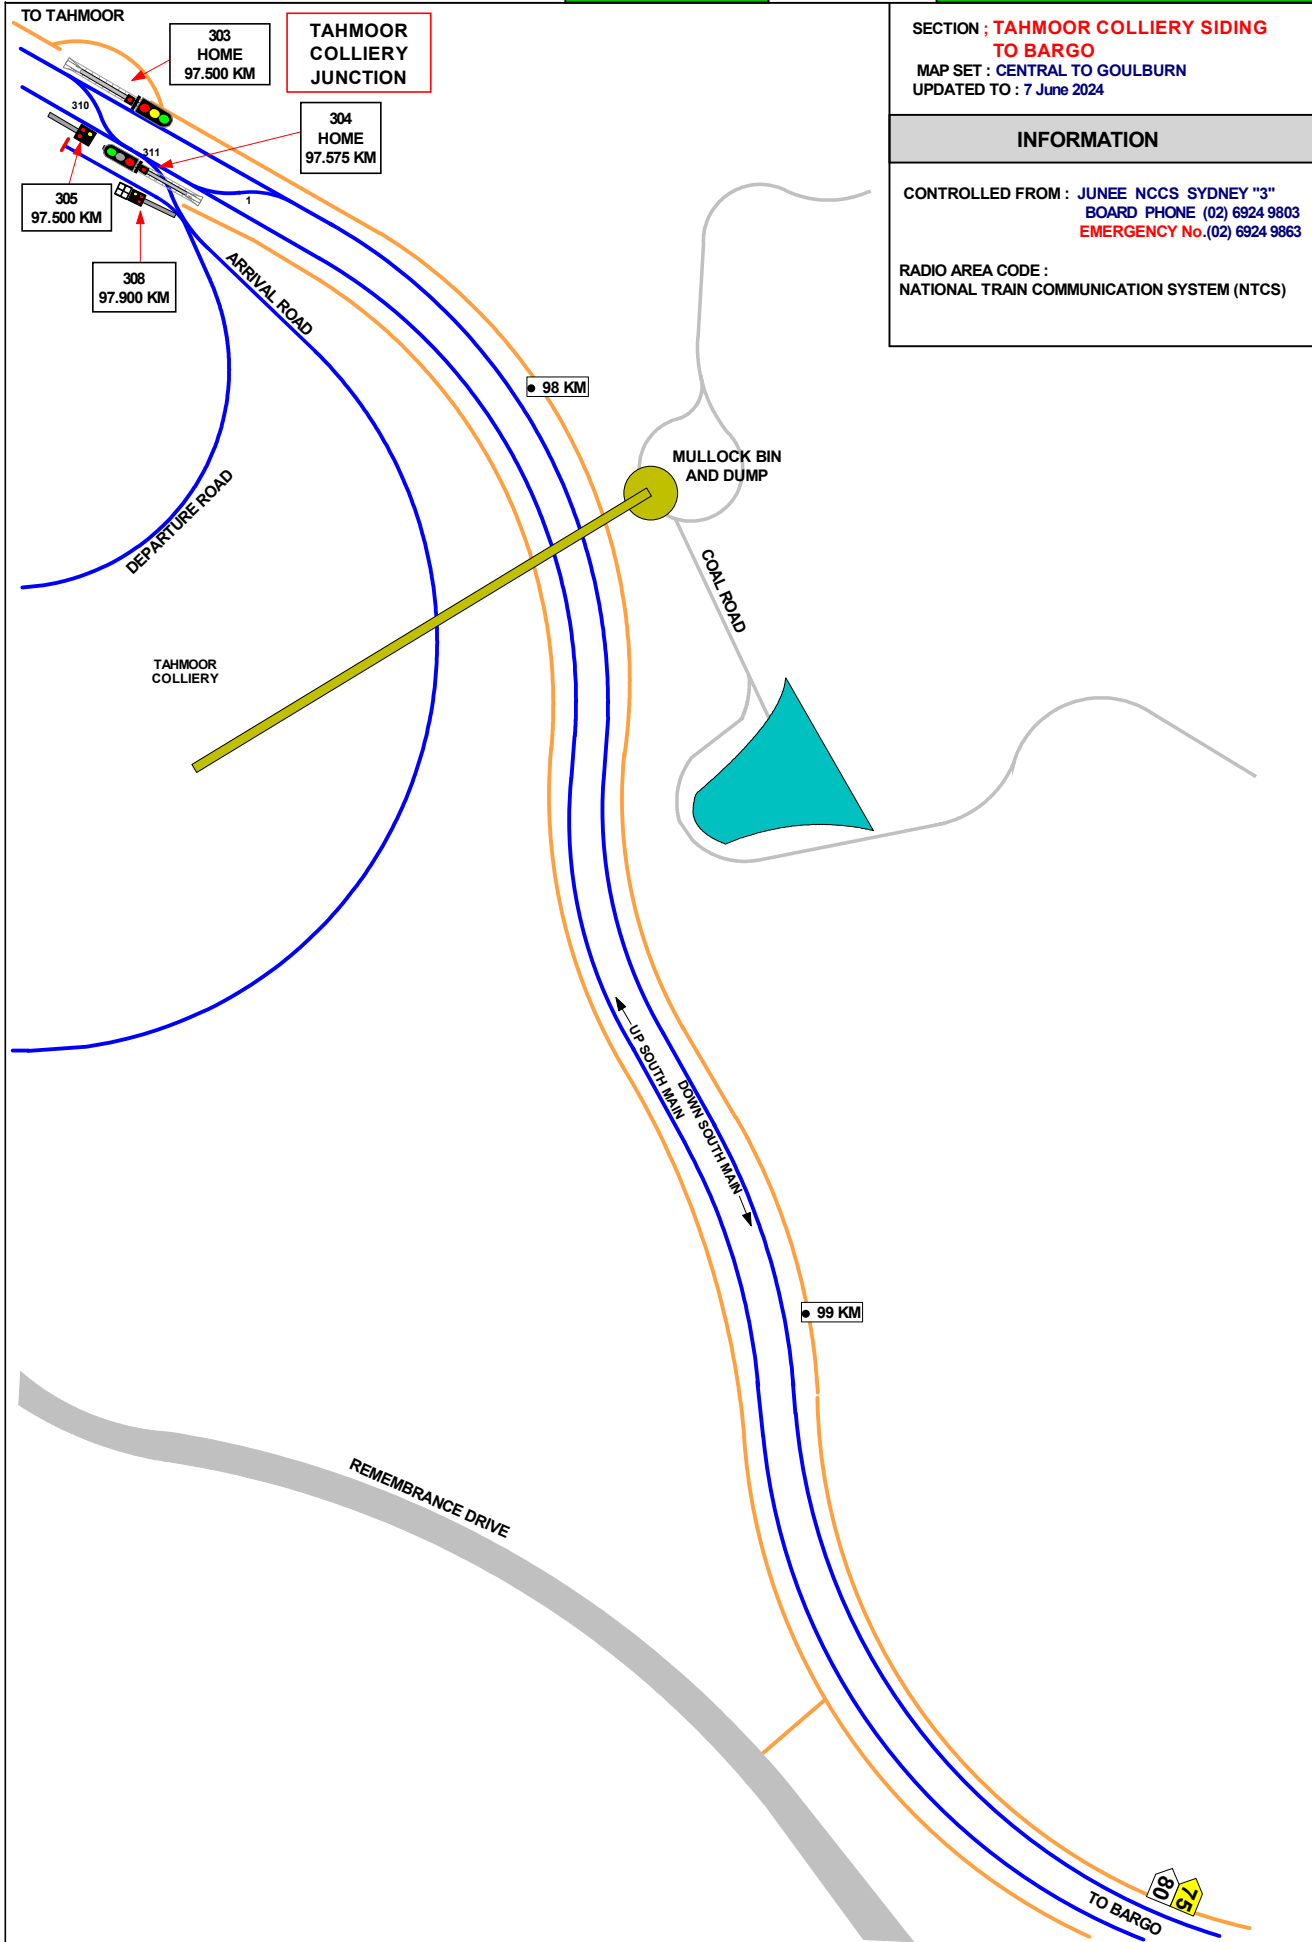 TO TAHMOOR
303
HOME
97.500 KM
TAHMOOR
COLLIERY
JUNCTION
SECTION ; TAHMOOR COLLIERY SIDING
TO BARGO
MAP SET : CENTRAL TO GOULBURN
UPDATED TO : 7 June 2024
INFORMATION
CONTROLLED FROM : JUNEE NCCS SYDNEY "3"
BOARD PHONE (02) 6924 9803
EMERGENCY No.(02) 6924 9863
RADIO AREA CODE :
NATIONAL TRAIN COMMUNICATION SYSTEM (NTCS)
310
304
HOME
97.575 KM
311
305
97.500 KM
1
308
97.900 KM
ARRIVAL ROAD
98 KM
MULLOCK BIN
AND DUMP
DEPARTURE ROAD
COAL ROAD
TAHMOOR
COLLIERY
UP SOUTH MAIN
DOWN SOUTH MAIN
99 KM
REMEMBRANCE DRIVE
80
75
TO BARGO